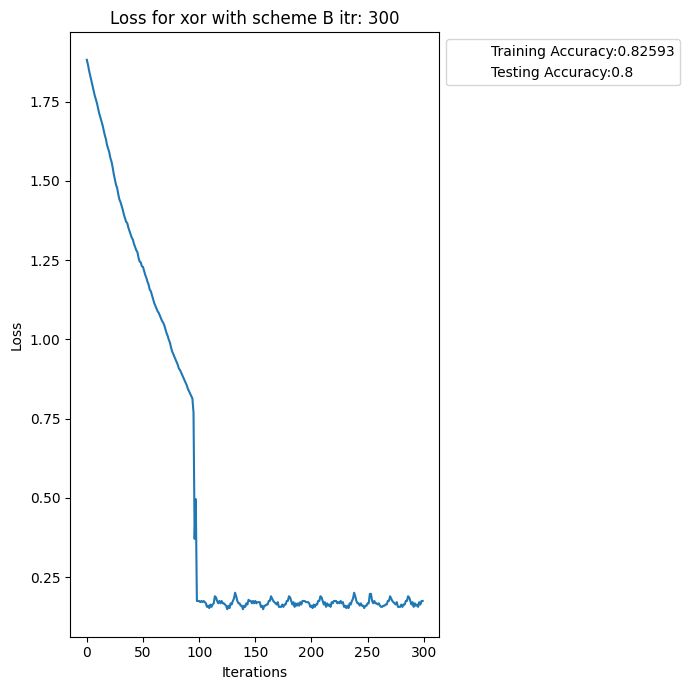 Loss for xor with scheme B itr: 300
Training Accuracy:0.82593
Testing Accuracy:0.8
1.75
1.50
1.25
1.00
0.75
0.50
0.25
Loss
0 50 100 150 200 250 300
Iterations